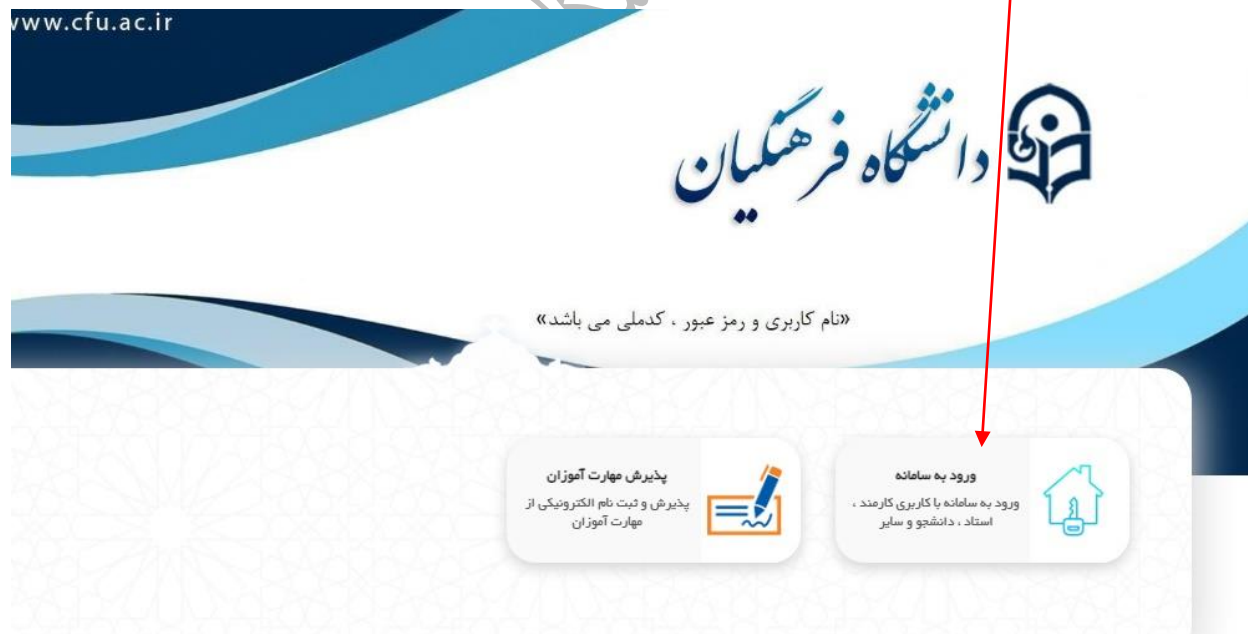 www.cfu.ac.ir
دانشگاه فرهنگیان
«نام کاربری و رمز عبور ، کدملی می باشد»
ورود به سامانه
ورود به سامانه با کاربری کارمند ،
استاد ، دانشجو و سایر
پذیرش مهارت آموزان
پذیرش و ثبت نام الکترونیکی از
مهارت آموزان